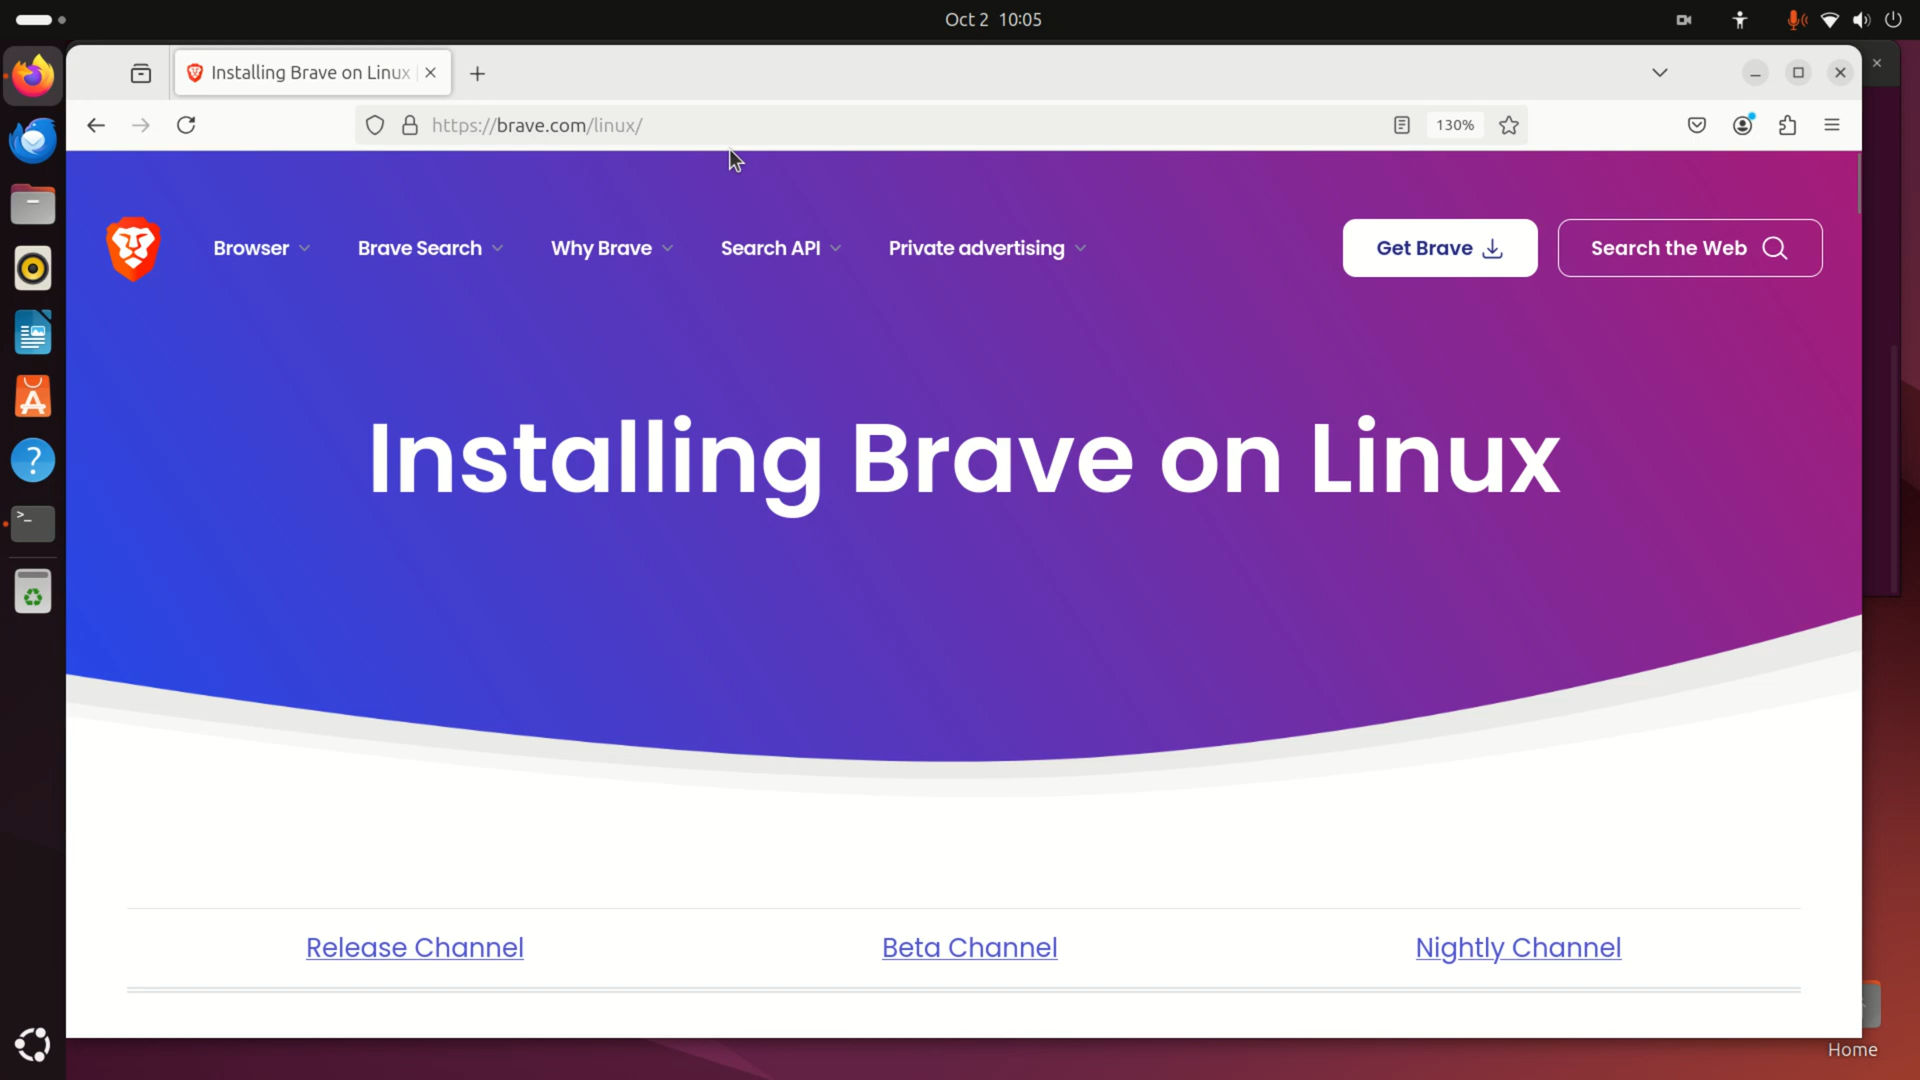 Oct 2 10:05
Installing Brave on Linux
https://brave.com/linux/
130%
Browser
Brave Search
Why Brave
Search API
Private advertising
Get Brave
Search the Web
Installing Brave on Linux
Release Channel
Beta Channel
Nightly Channel
Home